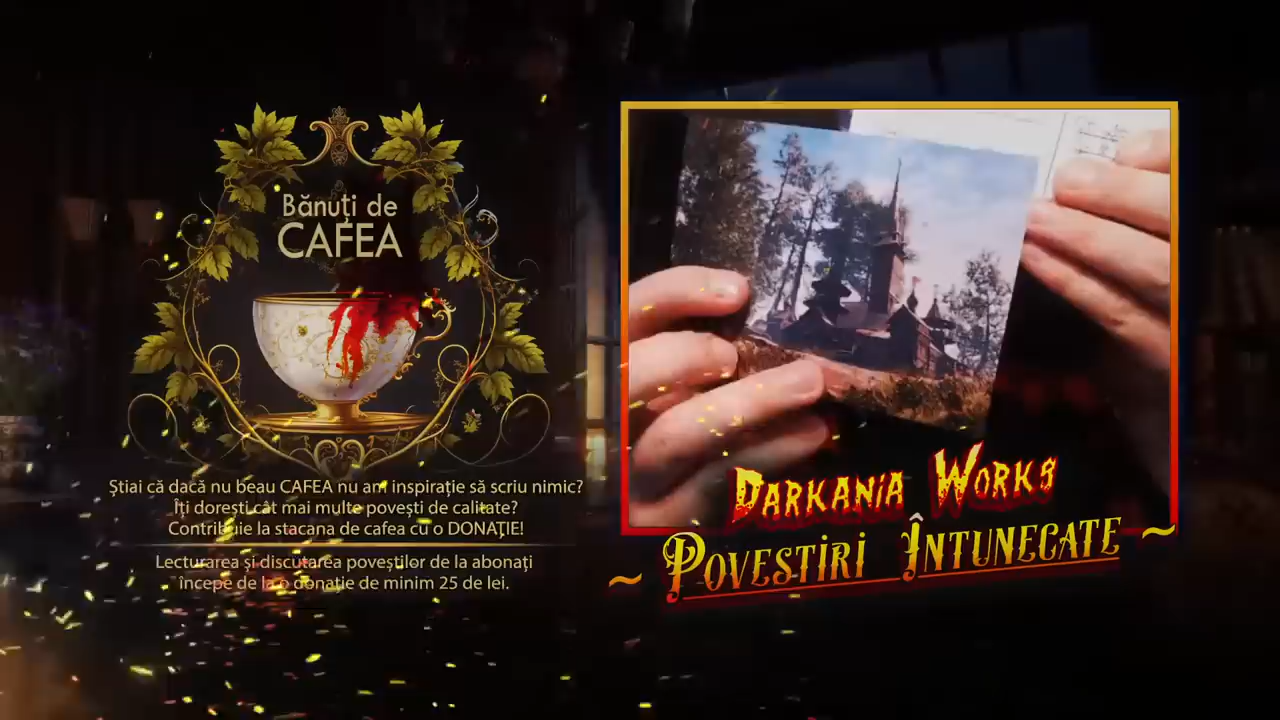 Bănuți de
CAFEA
Știai că dacă nu beau CAFEA nu am inspirație să scriu nimic?
Îți dorești cât mai multe povești de calitate?
Contribuie la stacana de cafea cu o DONAȚIE!
Lecturarea și discutarea poveștilor de la abonați
începe de la o donație de minim 25 de lei.
DARKANiA WORKS
~ POVESTiRi ÎNTUNECATE ~